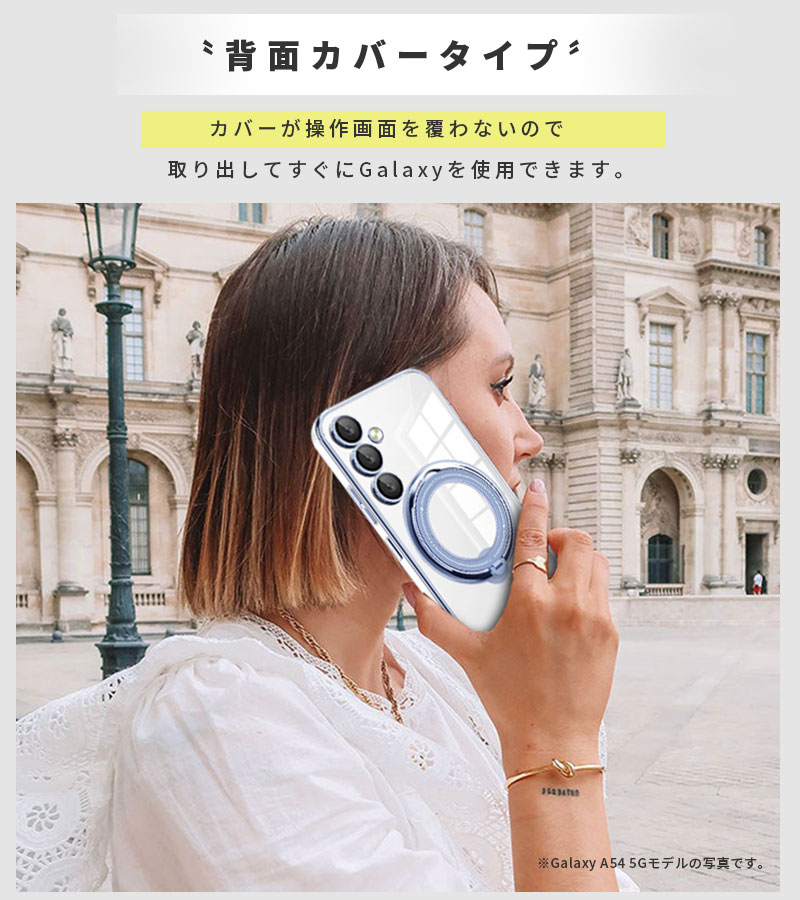 〝背面カバータイプ〞
カバーが操作画面を覆わないので
取り出してすぐにGalaxyを使用できます。
※Galaxy A54 5Gモデルの写真です。